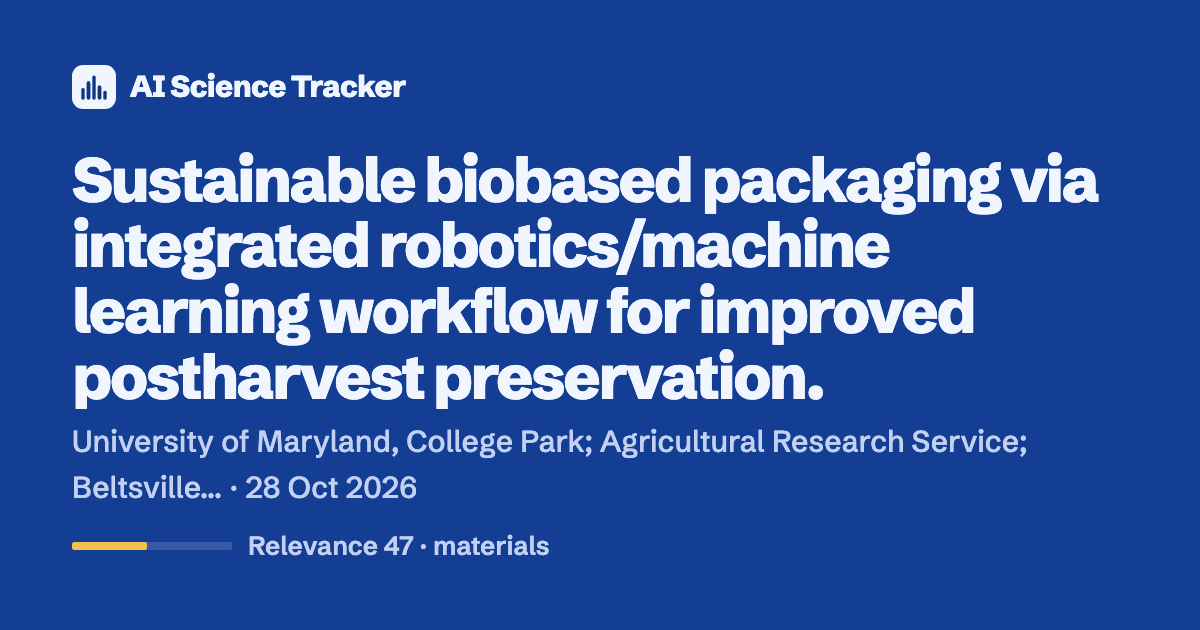 AI Science Tracker
Sustainable biobased packaging via
integrated robotics/machine
learning workflow for improved
postharvest preservation.
University of Maryland, College Park; Agricultural Research Service;
Beltsville... · 28 Oct 2026
Relevance 47 · materials